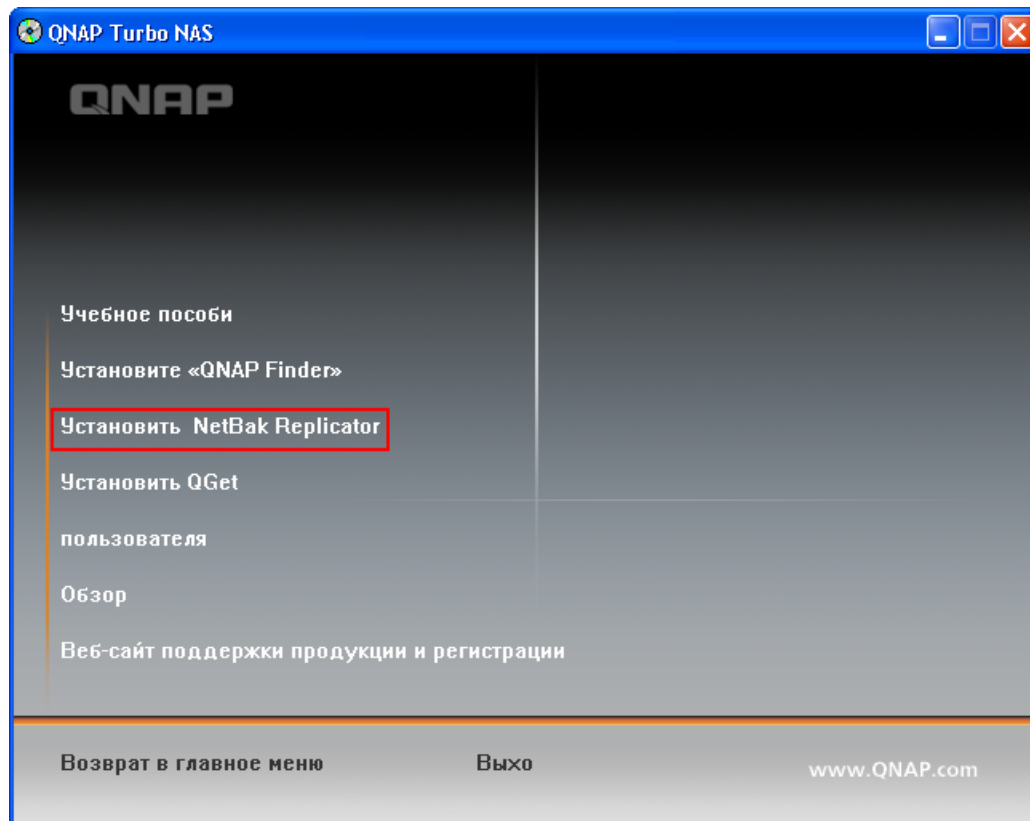 QNAP Turbo NAS
QNAP
Учебное пособи
Установите «QNAP Finder»
Установить NetBak Replicator
Установить QGet
пользователя
Обзор
Веб-сайт поддержки продукции и регистрации
Возврат в главное меню
Выхо
www.QNAP.com